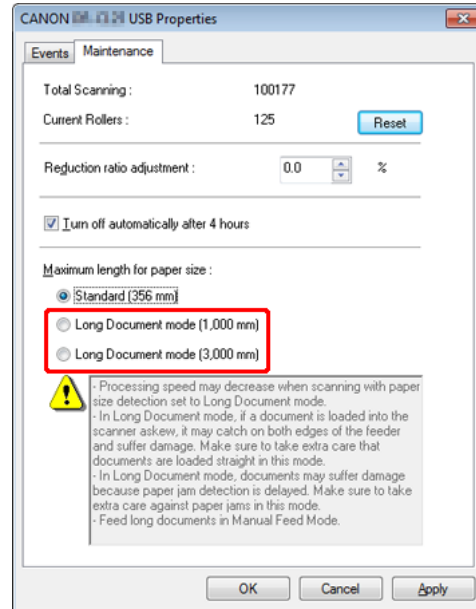 CANON USB Properties
Events Maintenance
Total Scanning : 100177
Current Rollers : 125 Reset
Reduction ratio adjustment : 0.0 %
Turn off automatically after 4 hours
Maximum length for paper size :
Standard (356 mm)
Long Document mode (1,000 mm)
Long Document mode (3,000 mm)
- Processing speed may decrease when scanning with paper
size detection set to Long Document mode.
- In Long Document mode, if a document is loaded into the
scanner askew, it may catch on both edges of the feeder
and suffer damage. Make sure to take extra care that
documents are loaded straight in this mode.
- In Long Document mode, documents may suffer damage
because paper jam detection is delayed. Make sure to take
extra care against paper jams in this mode.
- Feed long documents in Manual Feed Mode.
OK Cancel Apply